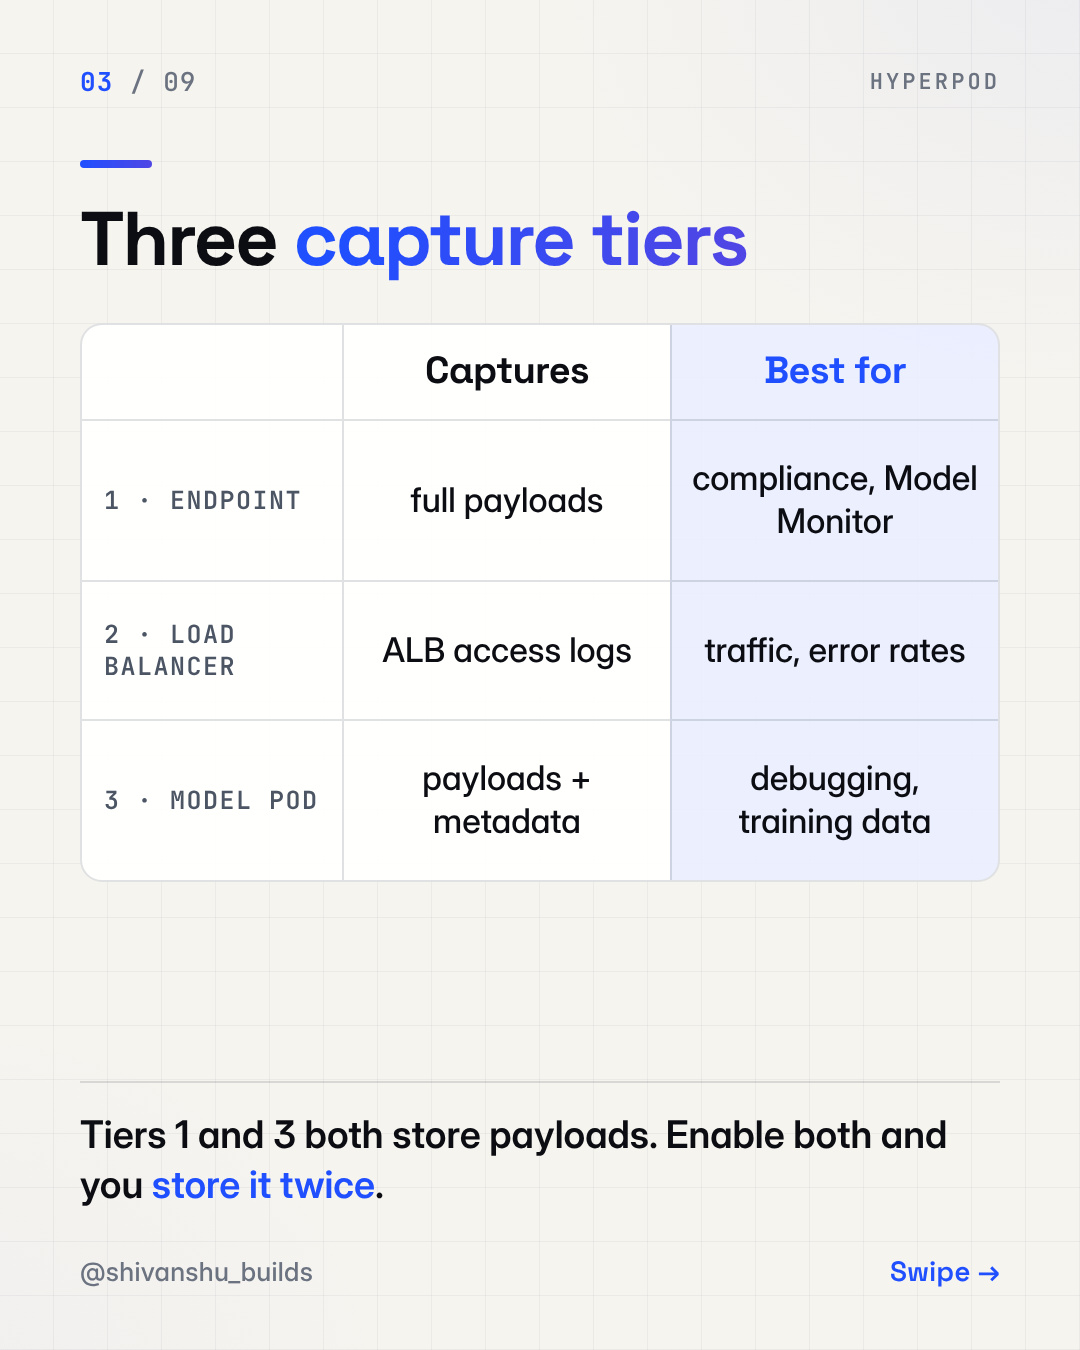 03 / 09
HYPERPOD
Three capture tiers
Captures
Best for
1 · ENDPOINT
full payloads
compliance, Model
Monitor
2 · LOAD
BALANCER
ALB access logs
traffic, error rates
3 · MODEL POD
payloads +
metadata
debugging,
training data
Tiers 1 and 3 both store payloads. Enable both and
you store it twice.
@shivanshu_builds
Swipe →